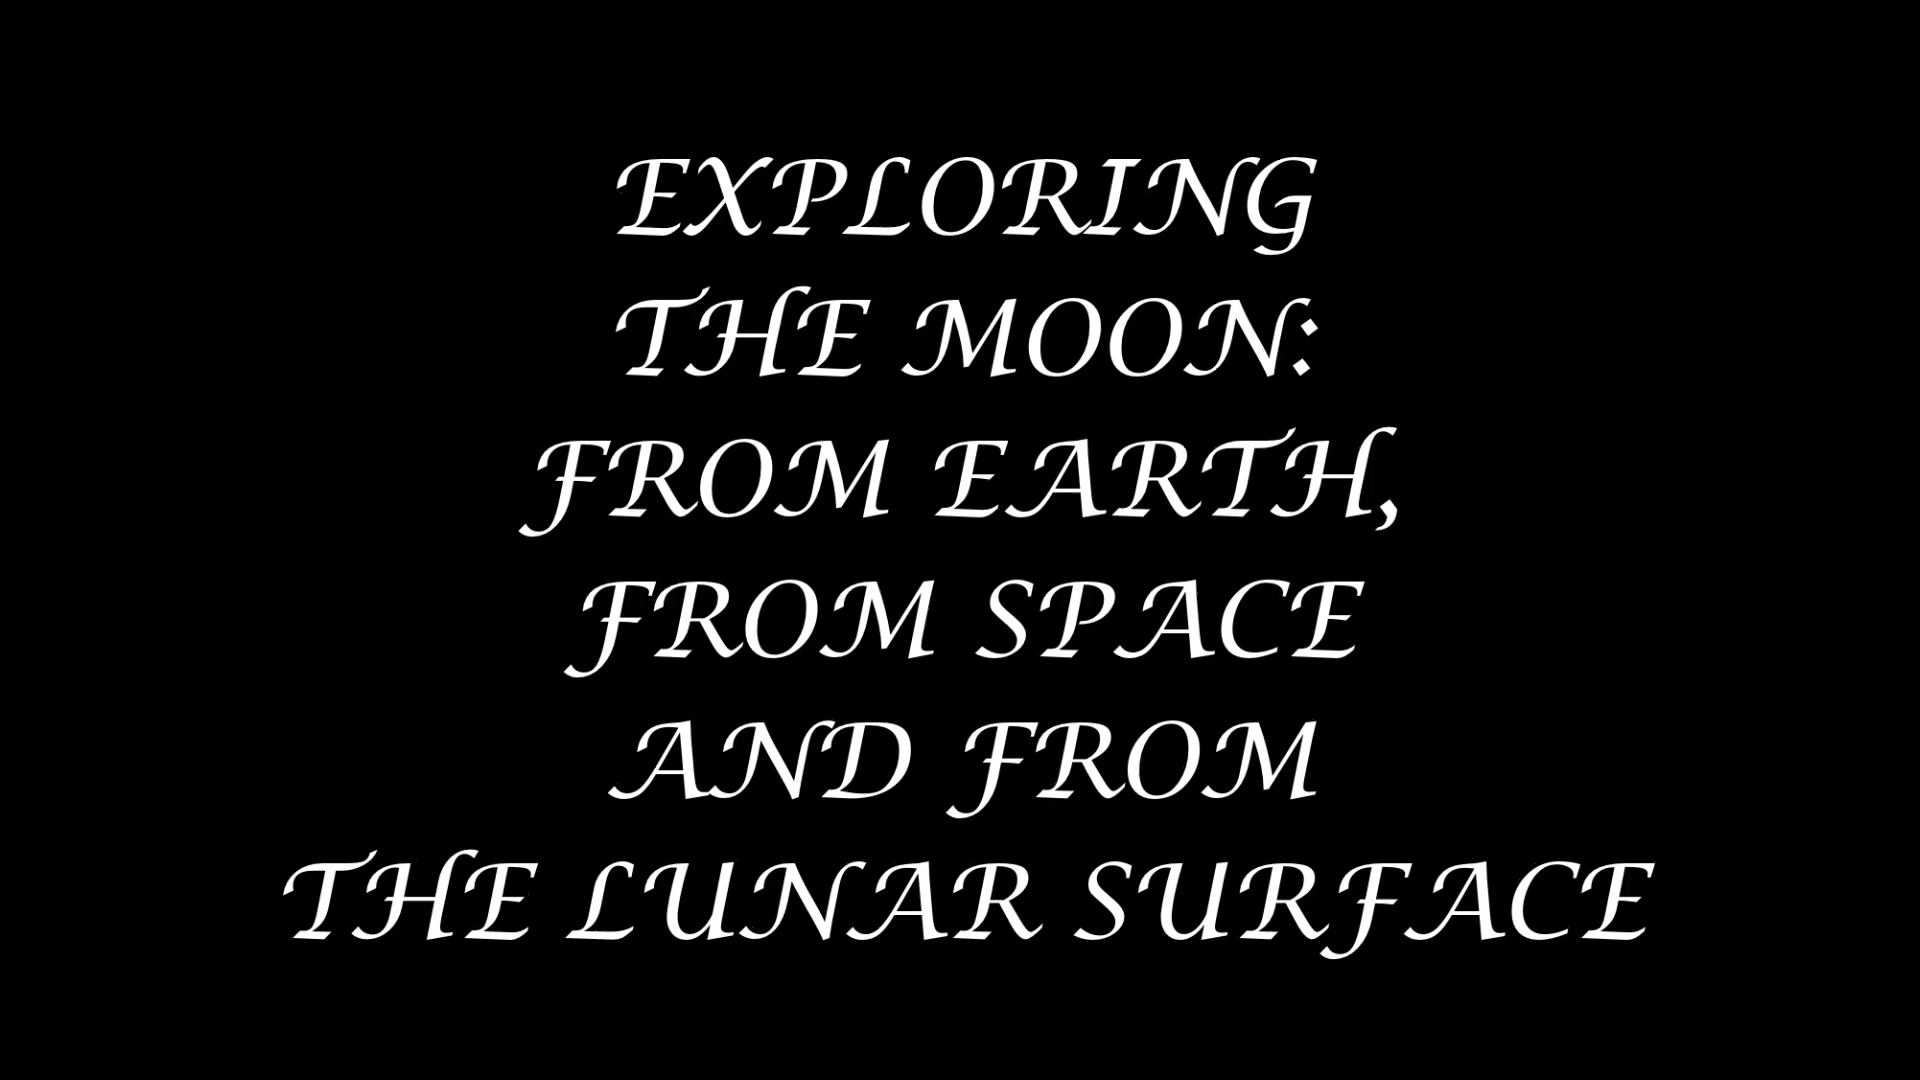 EXPLORING
THE MOON:
FROM EARTH,
FROM SPACE
AND FROM
THE LUNAR SURFACE